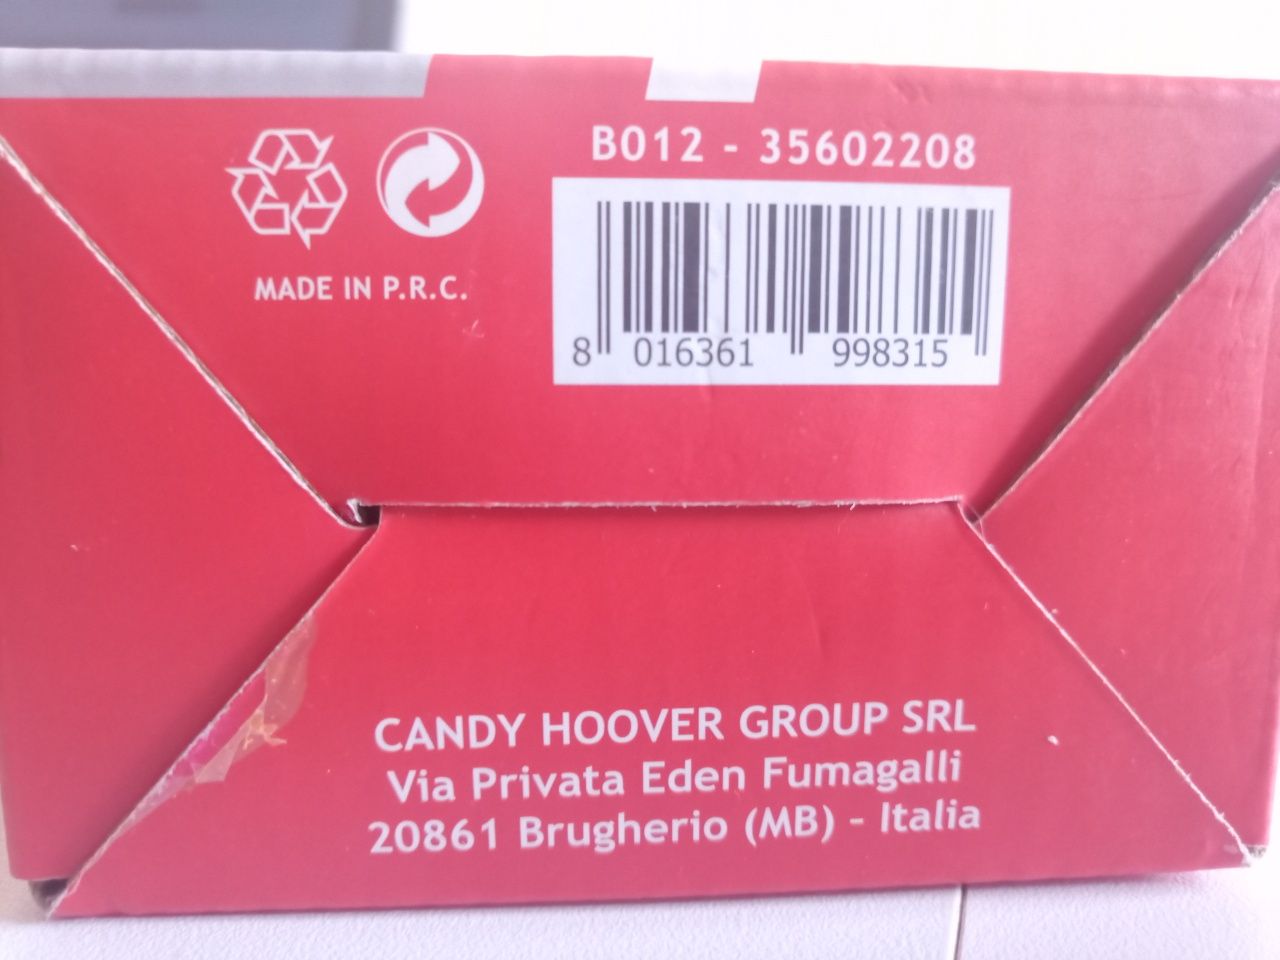 B012 - 35602208
MADE IN P.R.C.
8 016361 998315
CANDY HOOVER GROUP SRL
Via Privata Eden Fumagalli
20861 Brugherio (MB) - Italia